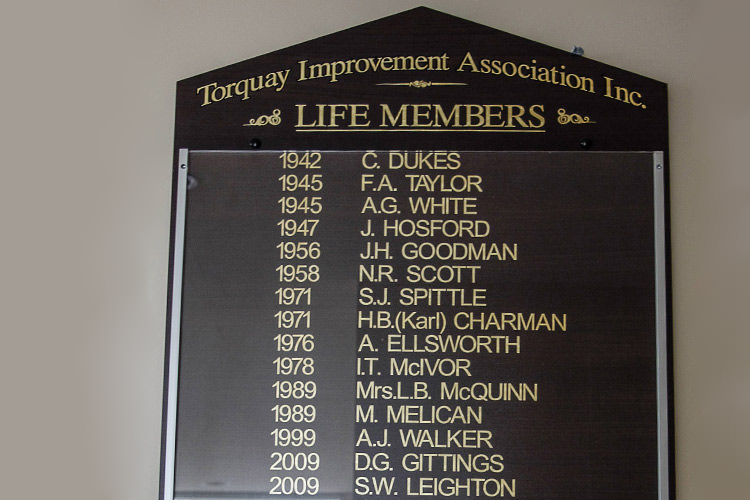 Torquay Improvement Association Inc.
LIFE MEMBERS
1942 C. DUKES
1945 F.A. TAYLOR
1945 A.G. WHITE
1947 J. HOSFORD
1956 J.H. GOODMAN
1958 N.R. SCOTT
1971 S.J. SPITTLE
1971 H.B.(Karl) CHARMAN
1976 A. ELLSWORTH
1978 I.T. McIVOR
1989 Mrs.L.B. McQUINN
1989 M. MELICAN
1999 A.J. WALKER
2009 D.G. GITTINGS
2009 S.W. LEIGHTON